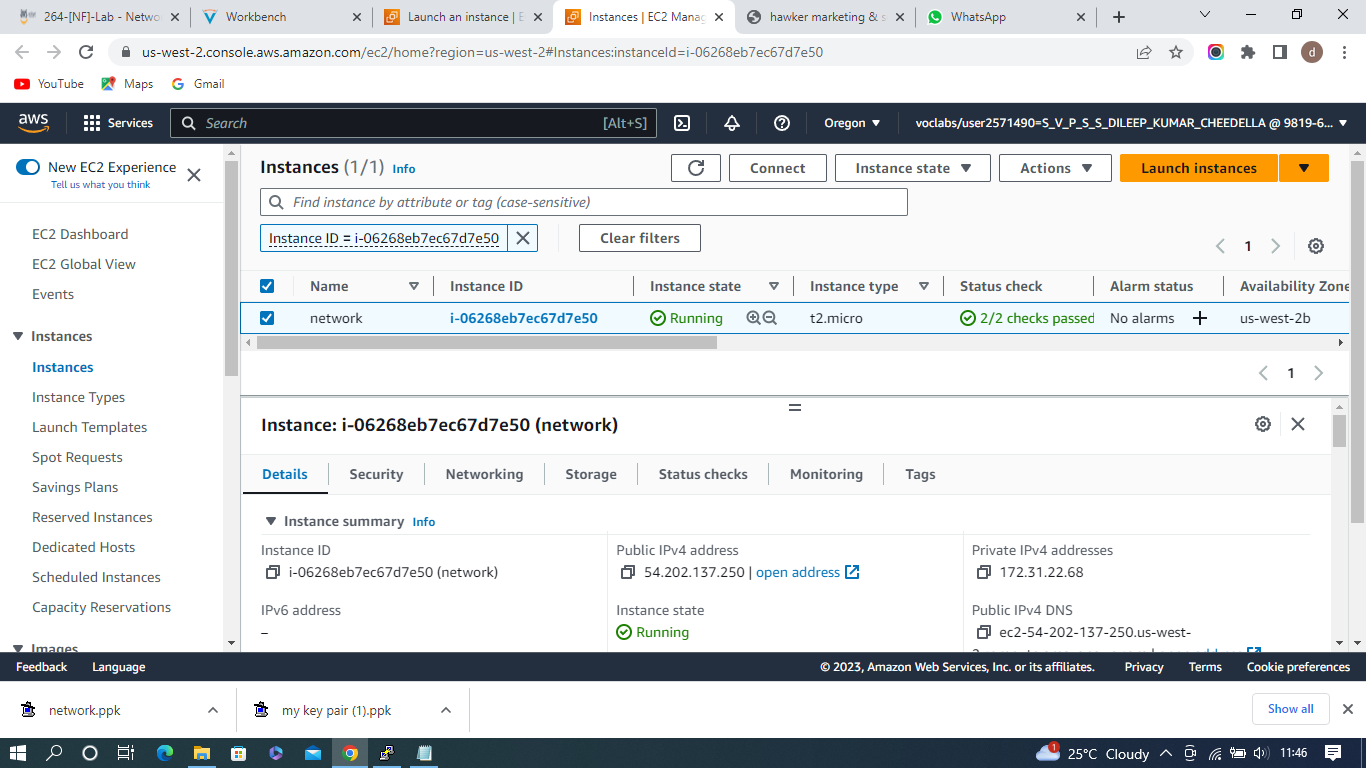 264-[NF]-Lab - Netwo
Workbench
Launch an instance | E
Instances | EC2 Manag
hawker marketing & s
WhatsApp
us-west-2.console.aws.amazon.com/ec2/home?region=us-west-2#Instances:instanceId=i-06268eb7ec67d7e50
d
YouTube
Maps
Gmail
aws
Services
Search
[Alt+S]
Oregon
voclabs/user2571490=S_V_P_S_S_DILEEP_KUMAR_CHEEDELLA @ 9819-6...
New EC2 Experience
Tell us what you think
EC2 Dashboard
EC2 Global View
Events
Instances
Instances
Instance Types
Launch Templates
Spot Requests
Savings Plans
Reserved Instances
Dedicated Hosts
Scheduled Instances
Capacity Reservations
Images
Instances (1/1) Info
Connect
Instance state
Actions
Launch instances
Find instance by attribute or tag (case-sensitive)
Instance ID = i-06268eb7ec67d7e50
Clear filters
1
Name
Instance ID
Instance state
Instance type
Status check
Alarm status
Availability Zone
network
i-06268eb7ec67d7e50
Running
t2.micro
2/2 checks passed
No alarms
us-west-2b
1
Instance: i-06268eb7ec67d7e50 (network)
Details
Security
Networking
Storage
Status checks
Monitoring
Tags
Instance summary Info
Instance ID
i-06268eb7ec67d7e50 (network)
Public IPv4 address
54.202.137.250 | open address
Private IPv4 addresses
172.31.22.68
IPv6 address
–
Instance state
Running
Public IPv4 DNS
ec2-54-202-137-250.us-west-
Feedback
Language
© 2023, Amazon Web Services, Inc. or its affiliates.
Privacy
Terms
Cookie preferences
network.ppk
my key pair (1).ppk
Show all
1
25°C Cloudy
11:46